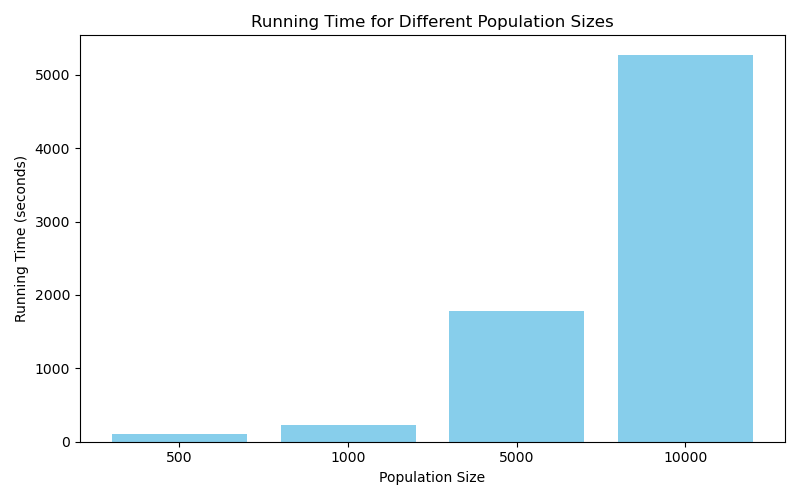 Running Time for Different Population Sizes
5000
4000
3000
2000
1000
0
Running Time (seconds)
500 1000 5000 10000
Population Size